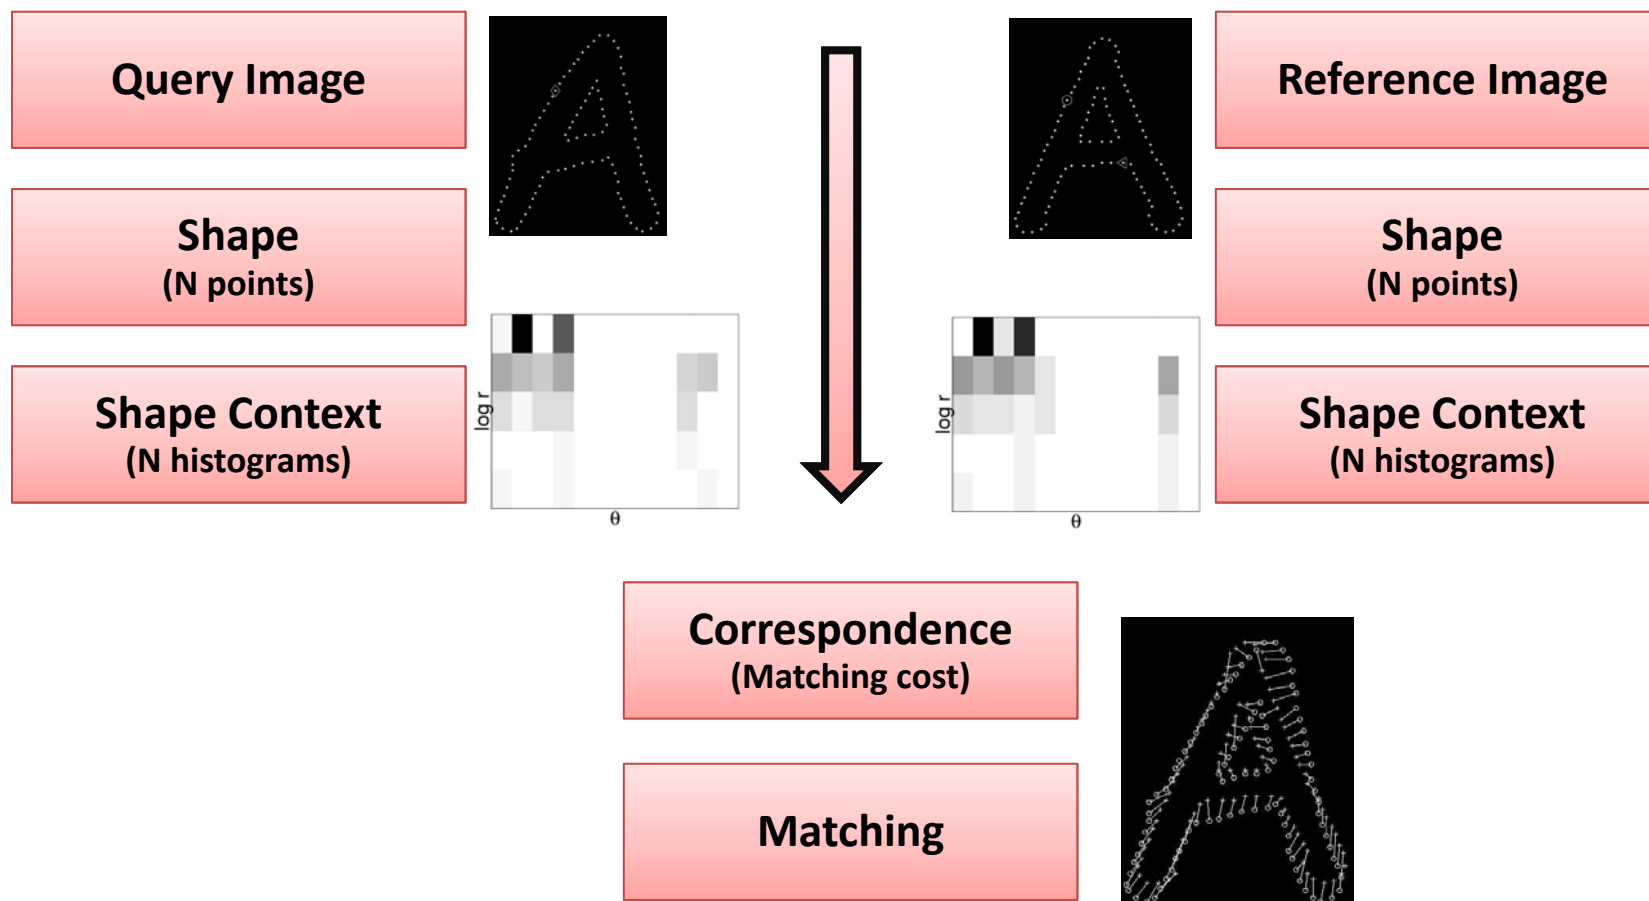 Query Image
Shape
(N points)
Shape Context
(N histograms)
log r
θ
Reference Image
Shape
(N points)
Shape Context
(N histograms)
log r
θ
Correspondence
(Matching cost)
Matching